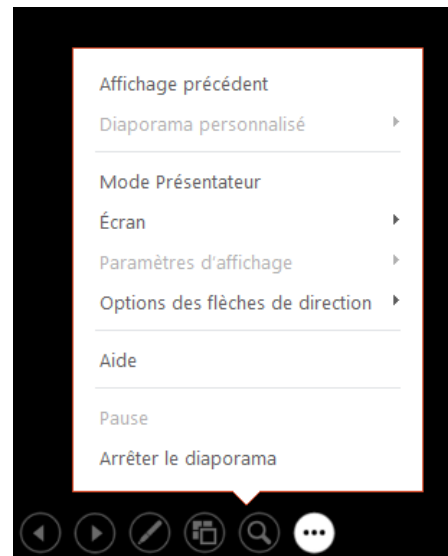 Affichage précédent
Diaporama personnalisé
Mode Présentateur
Écran
Paramètres d'affichage
Options des flèches de direction
Aide
Pause
Arrêter le diaporama